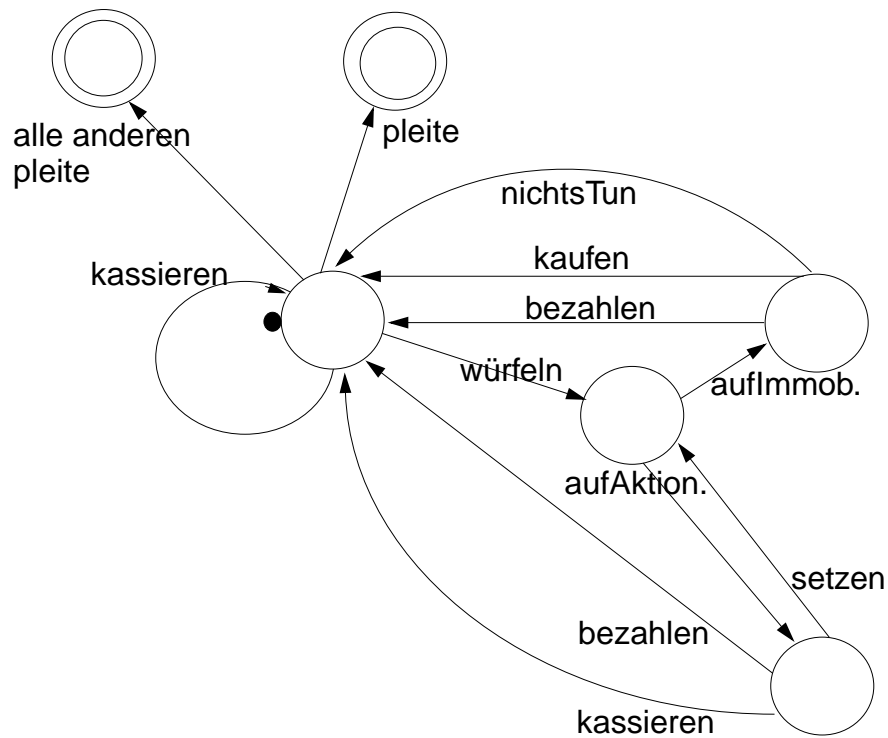 alle anderen
pleite
pleite
nichtsTun
kassieren
kaufen
bezahlen
würfeln
aufImmob.
aufAktion.
setzen
bezahlen
kassieren